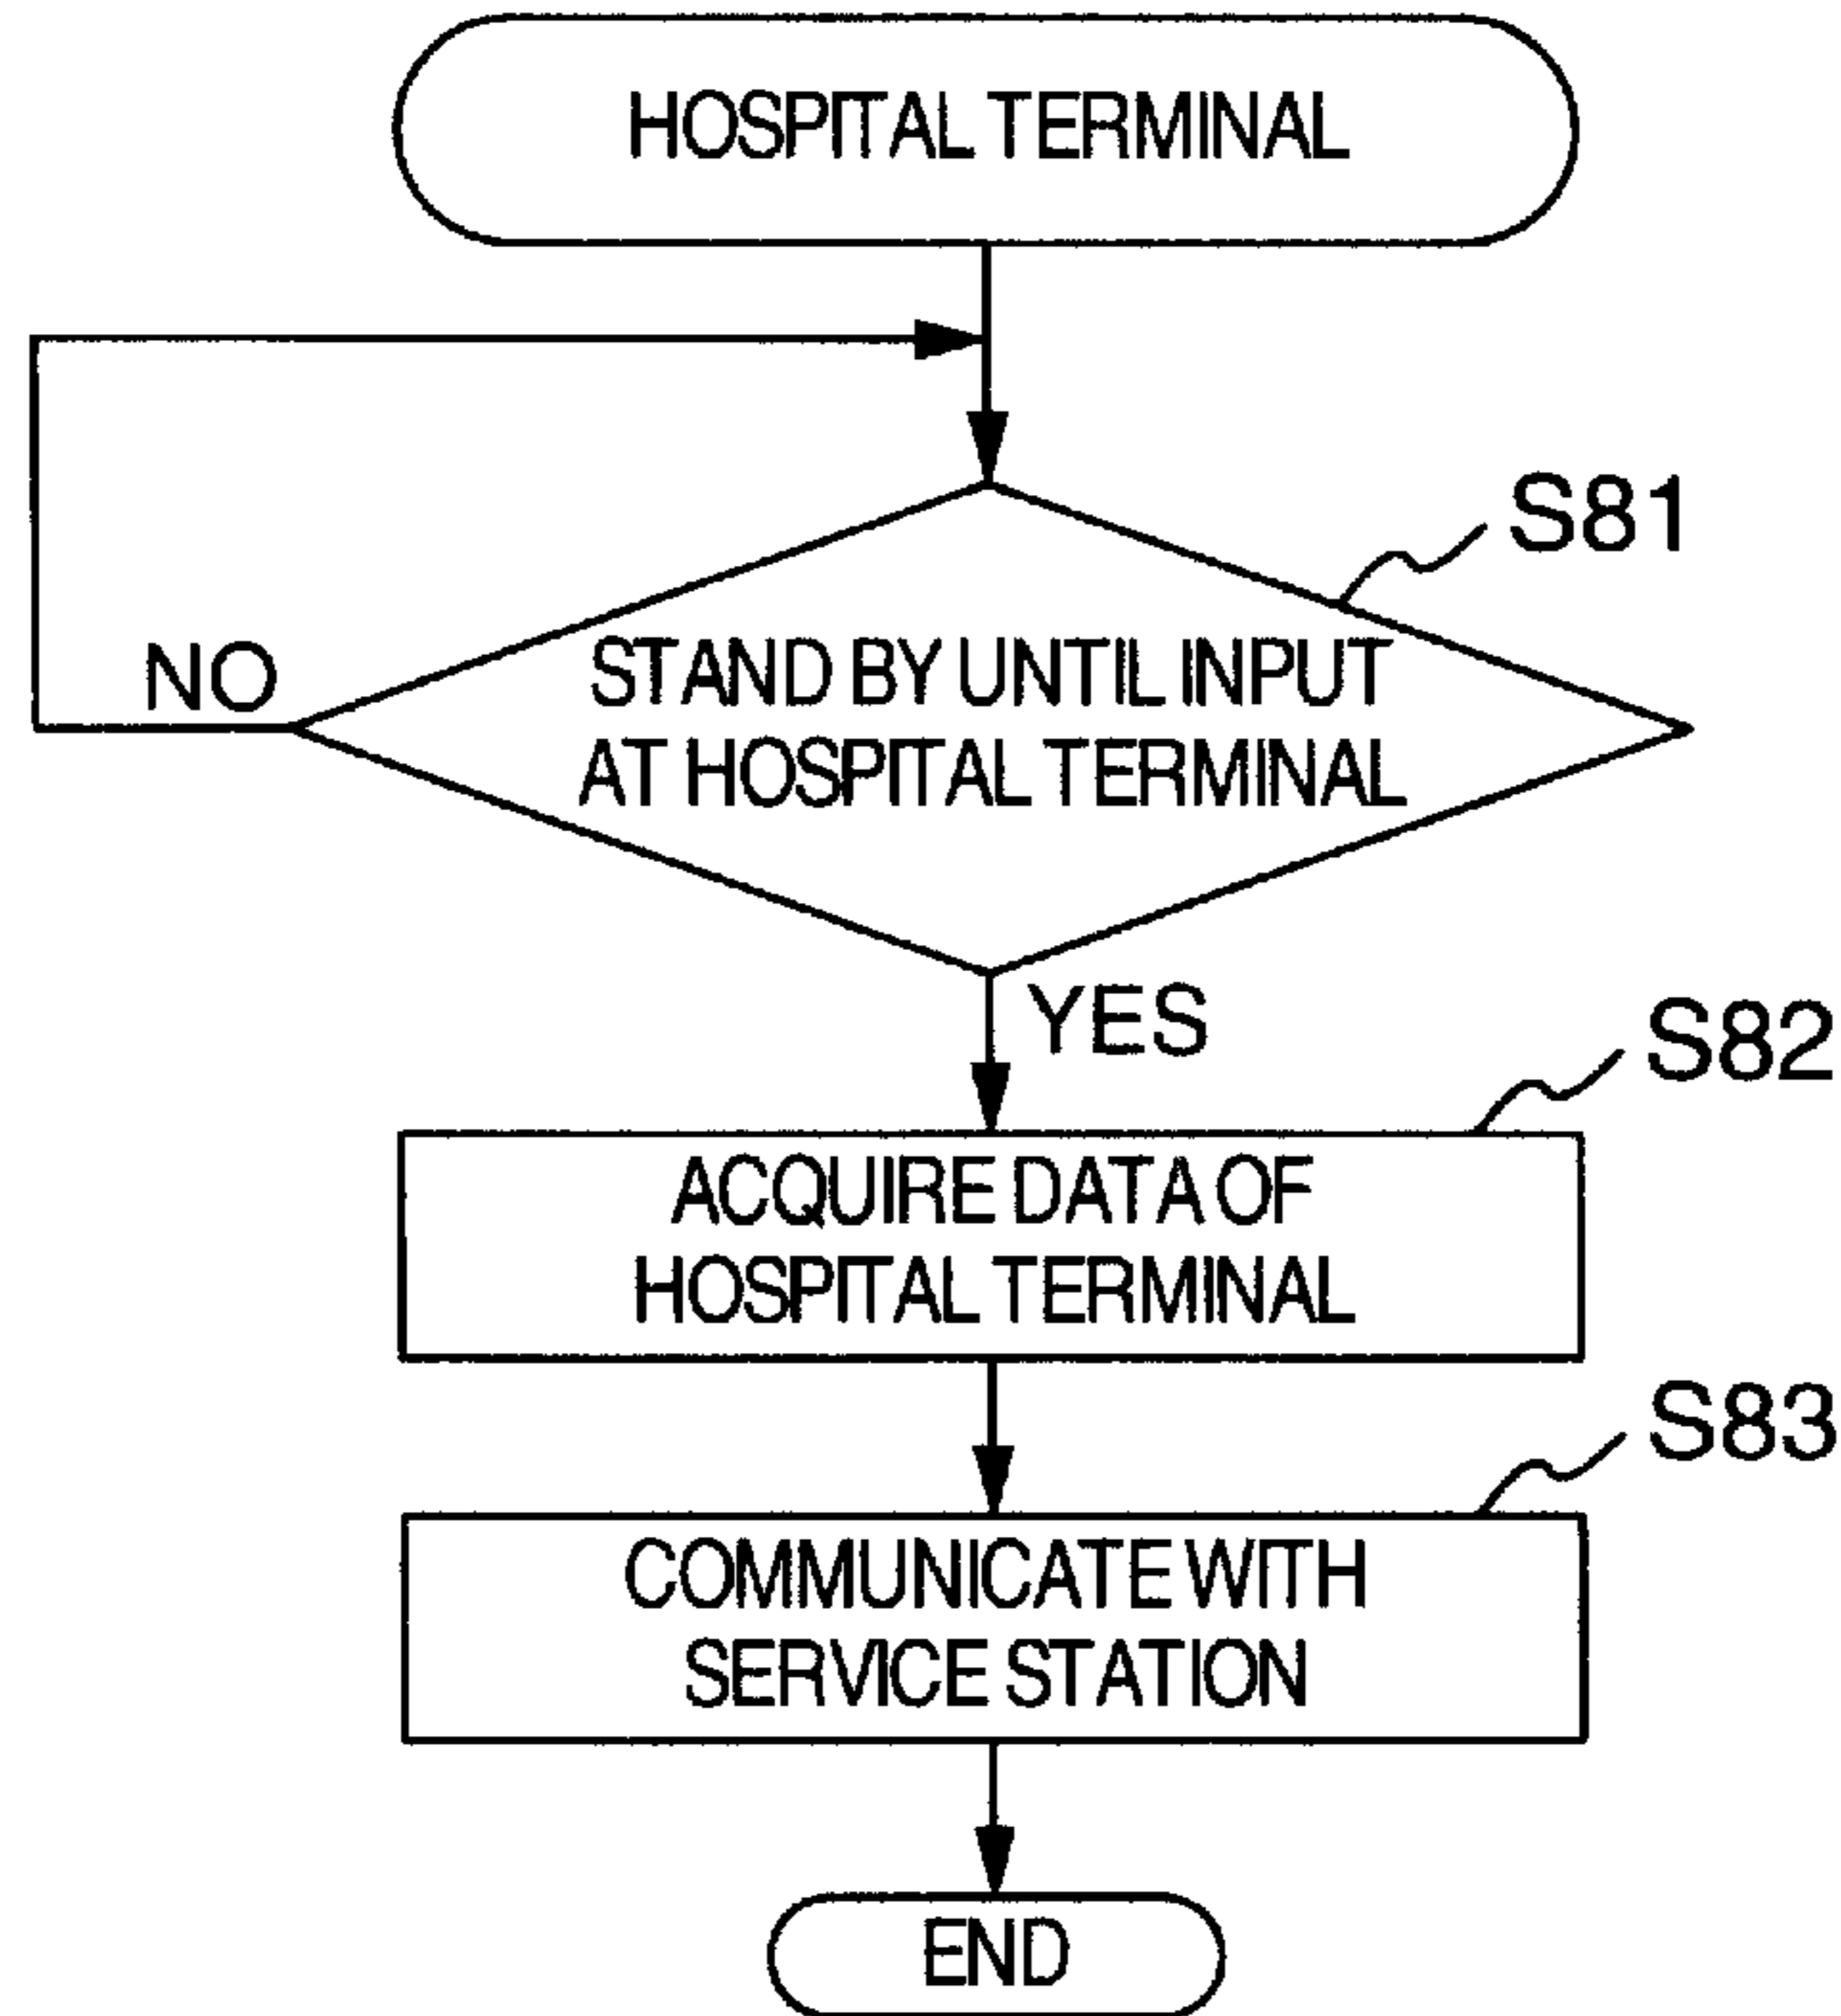 HOSPITAL TERMINAL
S81
STAND BY UNTIL INPUT
AT HOSPITAL TERMINAL
NO
YES
S82
ACQUIRE DATA OF
HOSPITAL TERMINAL
S83
COMMUNICATE WITH
SERVICE STATION
END